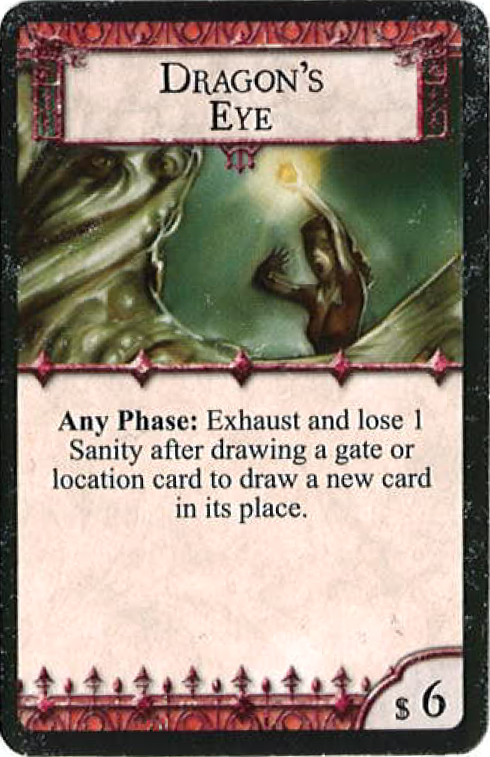 DRAGON'S
EYE
Any Phase: Exhaust and lose 1
Sanity after drawing a gate or
location card to draw a new card
in its place.
$ 6